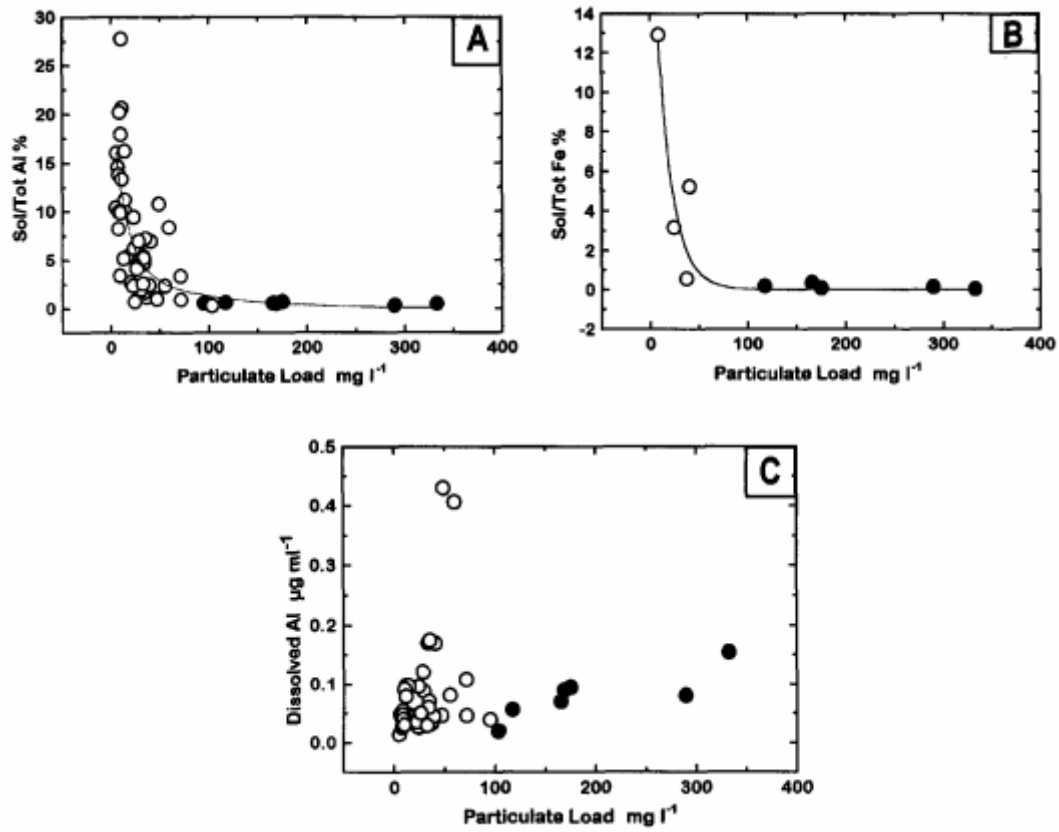 A
30
25
20
15
10
5
0
Sol/Tot Al %
0 100 200 300 400
Particulate Load mg l⁻¹
B
14
12
10
8
6
4
2
0
-2
Sol/Tot Fe %
0 100 200 300 400
Particulate Load mg l⁻¹
C
0.5
0.4
0.3
0.2
0.1
0.0
Dissolved Al µg ml⁻¹
0 100 200 300 400
Particulate Load mg l⁻¹